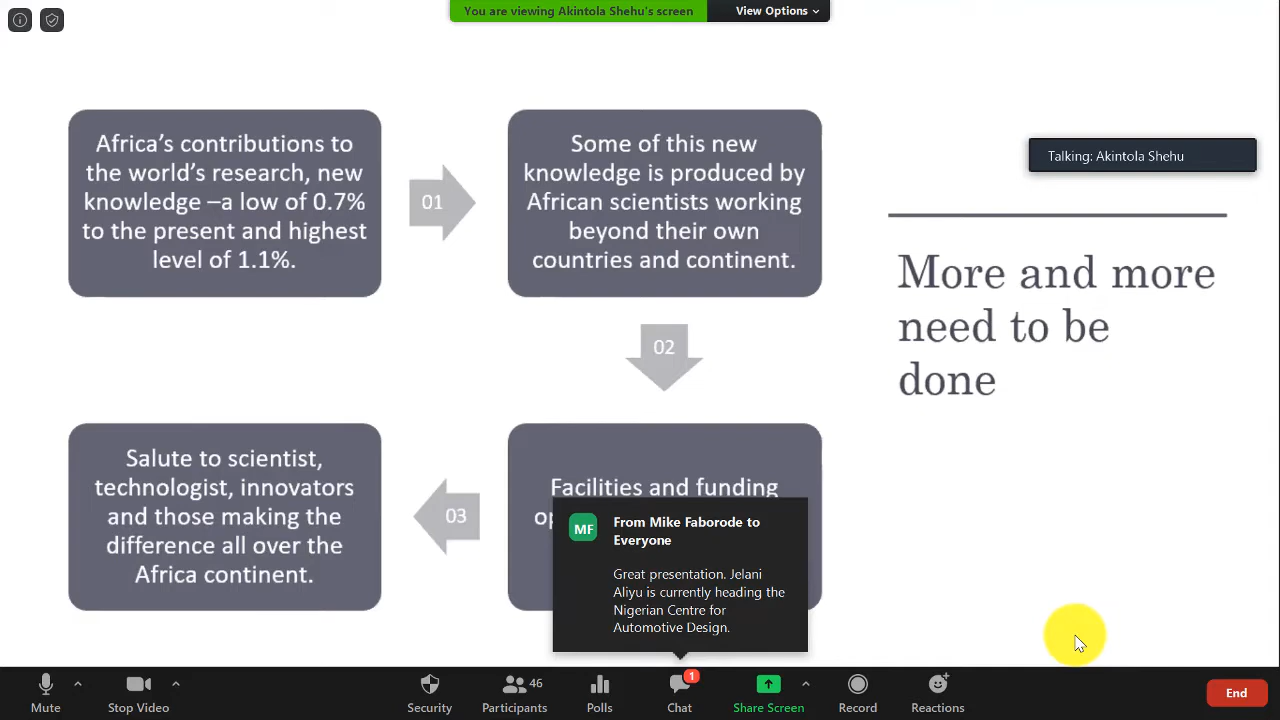 You are viewing Akintola Shehu's screen
View Options
Africa's contributions to
the world's research, new
knowledge –a low of 0.7%
to the present and highest
level of 1.1%.
01
Some of this new
knowledge is produced by
African scientists working
beyond their own
countries and continent.
Talking: Akintola Shehu
More and more
need to be
done
02
Facilities and funding
03
Salute to scientist,
technologist, innovators
and those making the
difference all over the
Africa continent.
MF
From Mike Faborode to
Everyone
Great presentation. Jelani
Aliyu is currently heading the
Nigerian Centre for
Automotive Design.
Mute
Stop Video
Security
46
Participants
Polls
1
Chat
Share Screen
Record
Reactions
End